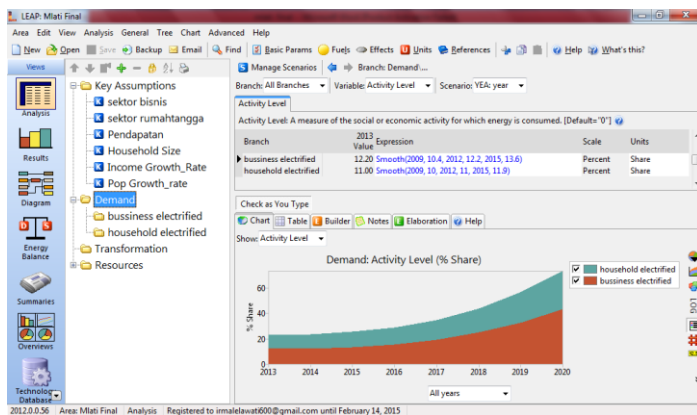 LEAP: Mlati Final
Area Edit View Analysis General Tree Chart Advanced Help
New Open Save Backup Email Find Basic Params Fuels Effects Units References Help What's this?
Views
Analysis
Results
Diagram
Energy
Balance
Summaries
Overviews
Technology
Database
Key Assumptions
sektor bisnis
sektor rumahtangga
Pendapatan
Household Size
Income Growth_Rate
Pop Growth_rate
Demand
bussiness electrified
household electrified
Transformation
Resources
Manage Scenarios Branch: Demand\...
Branch: All Branches Variable: Activity Level Scenario: YEA: year
Activity Level
Activity Level: A measure of the social or economic activity for which energy is consumed. [Default="0"]
Branch 2013 Value Expression Scale Units
bussiness electrified 12.20 Smooth(2009, 10.4, 2012, 12.2, 2015, 13.6) Percent Share
household electrified 11.00 Smooth(2009, 10, 2012, 11, 2015, 11.9) Percent Share
Check as You Type
Chart Table Builder Notes Elaboration Help
Show: Activity Level
Demand: Activity Level (% Share)
% Share
60
40
20
0
2013 2014 2015 2016 2017 2018 2019 2020
household electrified
bussiness electrified
LOG
All years
2012.0.0.56 Area: Mlati Final Analysis Registered to irmalelawati600@gmail.com until February 14, 2015